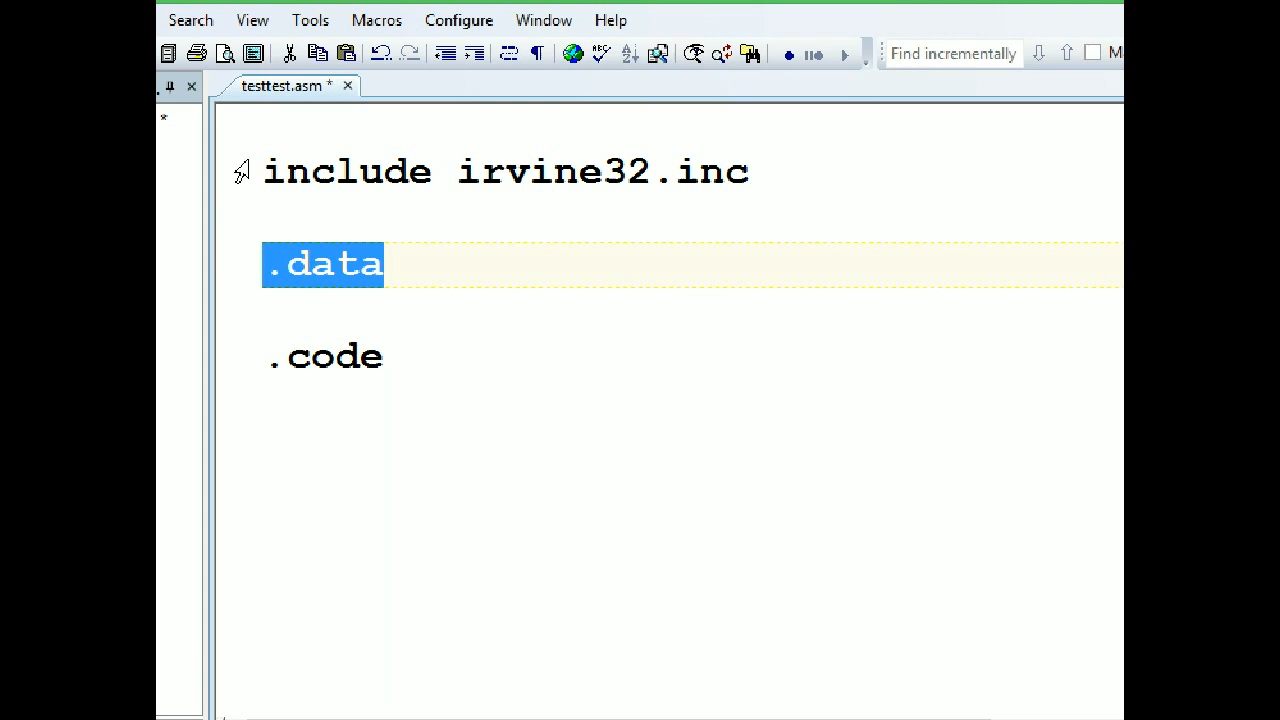 Search View Tools Macros Configure Window Help
Find incrementally
testtest.asm *
*
include irvine32.inc
.data
.code